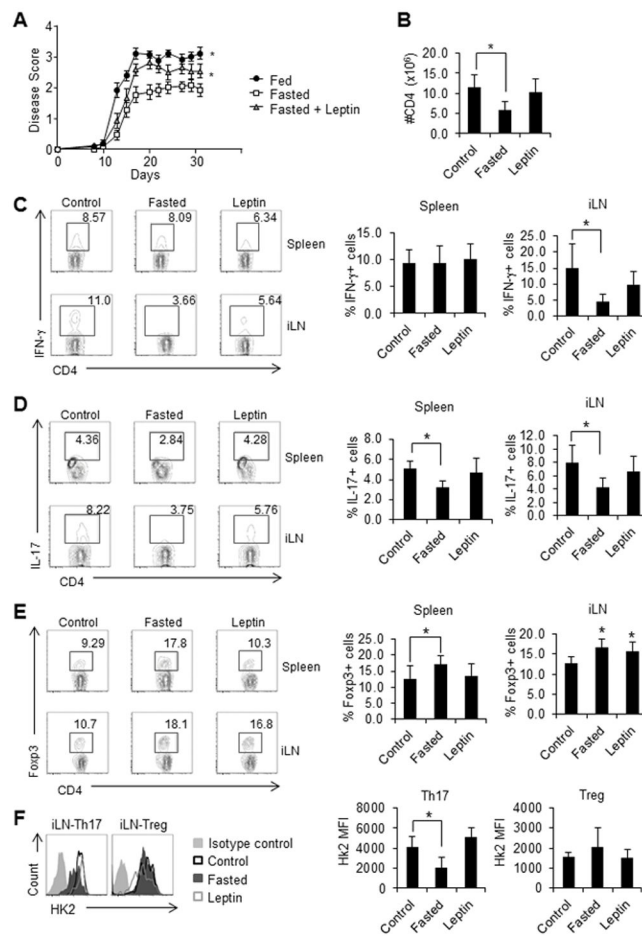 A
Disease Score
4
3
2
1
0
0 10 20 30 40
Days
*
*
Fed
Fasted
Fasted + Leptin
B
#CD4 (x10⁶)
20.0
15.0
10.0
5.0
0.0
*
Control
Fasted
Leptin
C
Control Fasted Leptin
8.57 8.09 6.34
Spleen
11.0 3.66 5.64
iLN
IFN-γ
CD4
Spleen
% IFN-γ+ cells
20.0
15.0
10.0
5.0
0.0
Control
Fasted
Leptin
iLN
% IFN-γ+ cells
25.0
20.0
15.0
10.0
5.0
0.0
*
Control
Fasted
Leptin
D
Control Fasted Leptin
4.36 2.84 4.28
Spleen
8.22 3.75 5.76
iLN
IL-17
CD4
Spleen
% IL-17+ cells
8.0
6.0
4.0
2.0
0.0
*
Control
Fasted
Leptin
iLN
% IL-17+ cells
12.0
10.0
8.0
6.0
4.0
2.0
0.0
*
Control
Fasted
Leptin
E
Control Fasted Leptin
9.29 17.8 10.3
Spleen
10.7 18.1 16.8
iLN
Foxp3
CD4
Spleen
% Foxp3+ cells
25.0
20.0
15.0
10.0
5.0
0.0
*
Control
Fasted
Leptin
iLN
% Foxp3+ cells
20.0
15.0
10.0
5.0
0.0
* *
Control
Fasted
Leptin
F
iLN-Th17 iLN-Treg
Count
HK2
Isotype control
Control
Fasted
Leptin
Th17
Hk2 MFI
8000
6000
4000
2000
0
*
Control
Fasted
Leptin
Treg
Hk2 MFI
4000
3000
2000
1000
0
Control
Fasted
Leptin